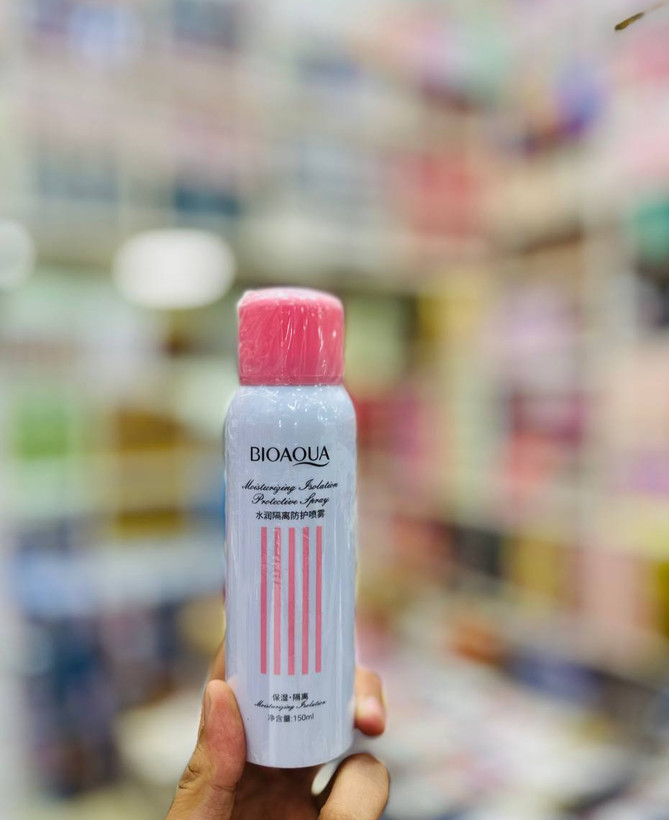 BIOAQUA
Moisturizing Isolation
Protective Spray
水润隔离防护喷雾
保湿·隔离
Moisturizing Isolation
净含量:150ml